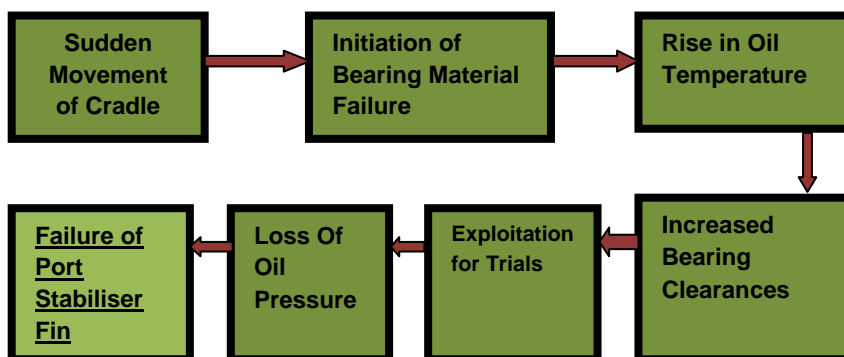 Sudden
Movement
of Cradle
Initiation of
Bearing Material
Failure
Rise in Oil
Temperature
Increased
Bearing
Clearances
Exploitation
for Trials
Loss Of
Oil
Pressure
Failure of
Port
Stabiliser
Fin